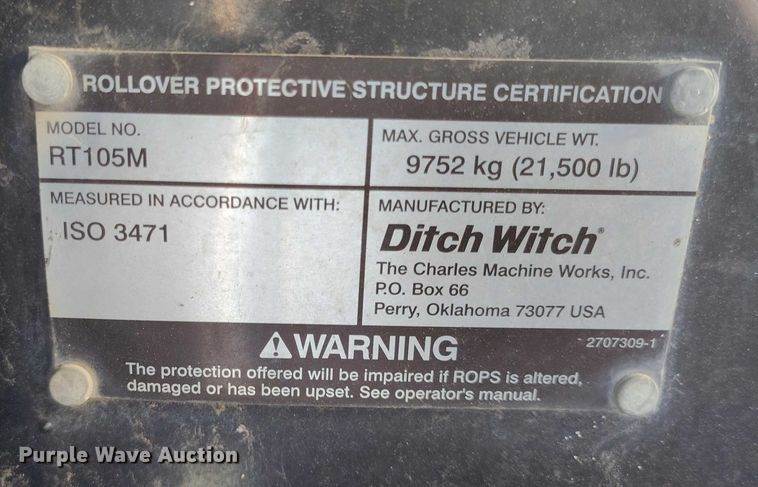 ROLLOVER PROTECTIVE STRUCTURE CERTIFICATION
MODEL NO.
RT105M
MAX. GROSS VEHICLE WT.
9752 kg (21,500 lb)
MEASURED IN ACCORDANCE WITH:
ISO 3471
MANUFACTURED BY:
Ditch Witch®
The Charles Machine Works, Inc.
P.O. Box 66
Perry, Oklahoma 73077 USA
⚠WARNING
2707309-1
The protection offered will be impaired if ROPS is altered,
damaged or has been upset. See operator's manual.
Purple Wave Auction